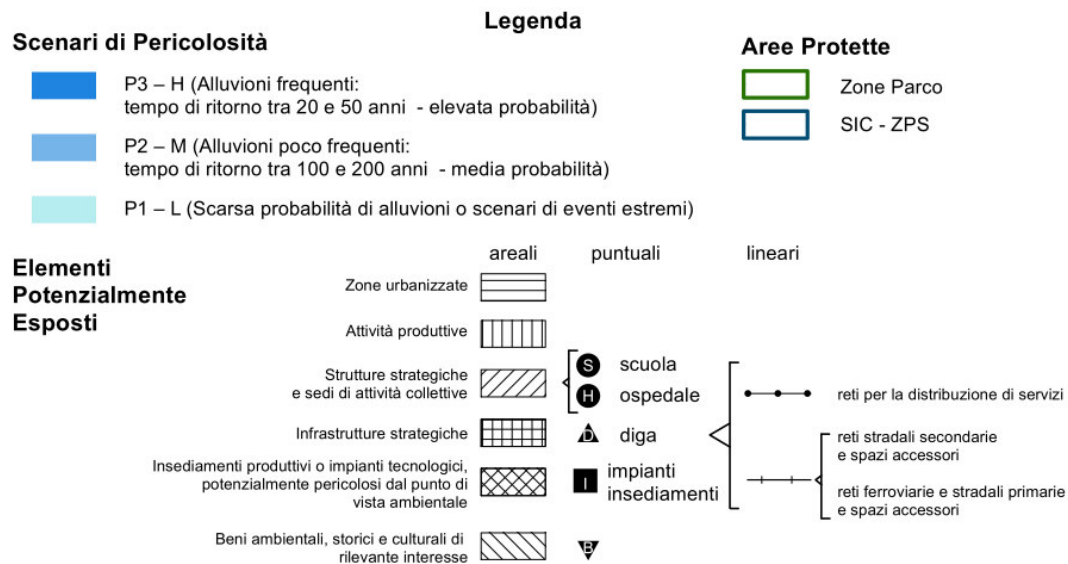 Legenda
Scenari di Pericolosità
P3 – H (Alluvioni frequenti:
tempo di ritorno tra 20 e 50 anni - elevata probabilità)
P2 – M (Alluvioni poco frequenti:
tempo di ritorno tra 100 e 200 anni - media probabilità)
P1 – L (Scarsa probabilità di alluvioni o scenari di eventi estremi)
Aree Protette
Zone Parco
SIC - ZPS
Elementi
Potenzialmente
Esposti
areali
puntuali
lineari
Zone urbanizzate
Attività produttive
Strutture strategiche
e sedi di attività collettive
S scuola
H ospedale
Infrastrutture strategiche
D diga
Insediamenti produttivi o impianti tecnologici,
potenzialmente pericolosi dal punto di
vista ambientale
I impianti
insediamenti
Beni ambientali, storici e culturali di
rilevante interesse
B
reti per la distribuzione di servizi
reti stradali secondarie
e spazi accessori
reti ferroviarie e stradali primarie
e spazi accessori